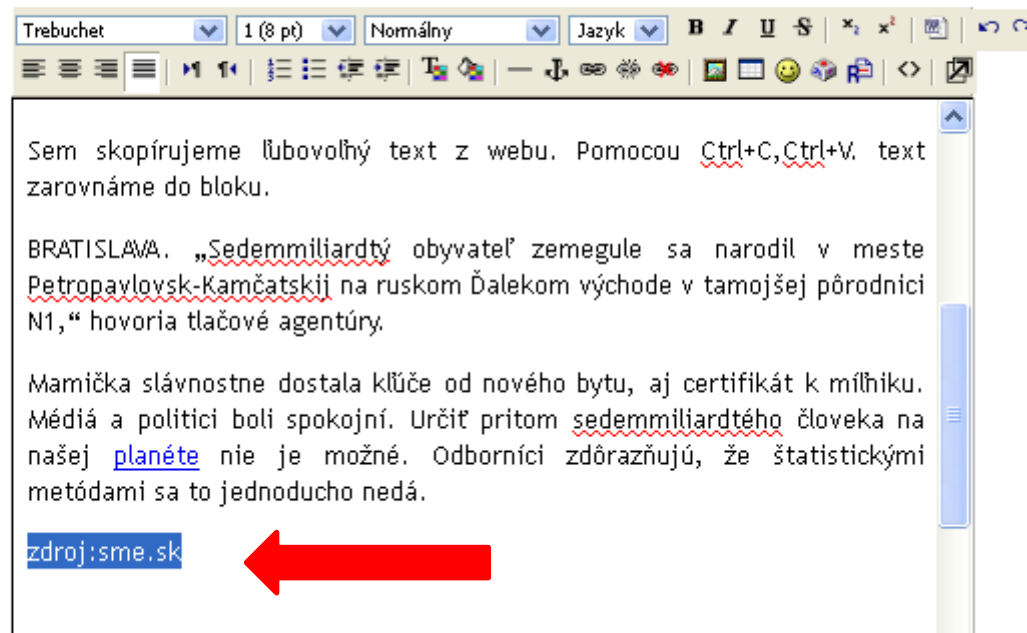 Trebuchet 1 (8 pt) Normálny Jazyk B I U S x₂ x²
Sem skopírujeme ľubovoľný text z webu. Pomocou Ctrl+C,Ctrl+V. text
zarovnáme do bloku.
BRATISLAVA. „Sedemmiliardtý obyvateľ zemegule sa narodil v meste
Petropavlovsk-Kamčatskij na ruskom Ďalekom východe v tamojšej pôrodnici
N1,“ hovoria tlačové agentúry.
Mamička slávnostne dostala kľúče od nového bytu, aj certifikát k míľniku.
Médiá a politici boli spokojní. Určiť pritom sedemmiliardtého človeka na
našej planéte nie je možné. Odborníci zdôrazňujú, že štatistickými
metódami sa to jednoducho nedá.
zdroj:sme.sk